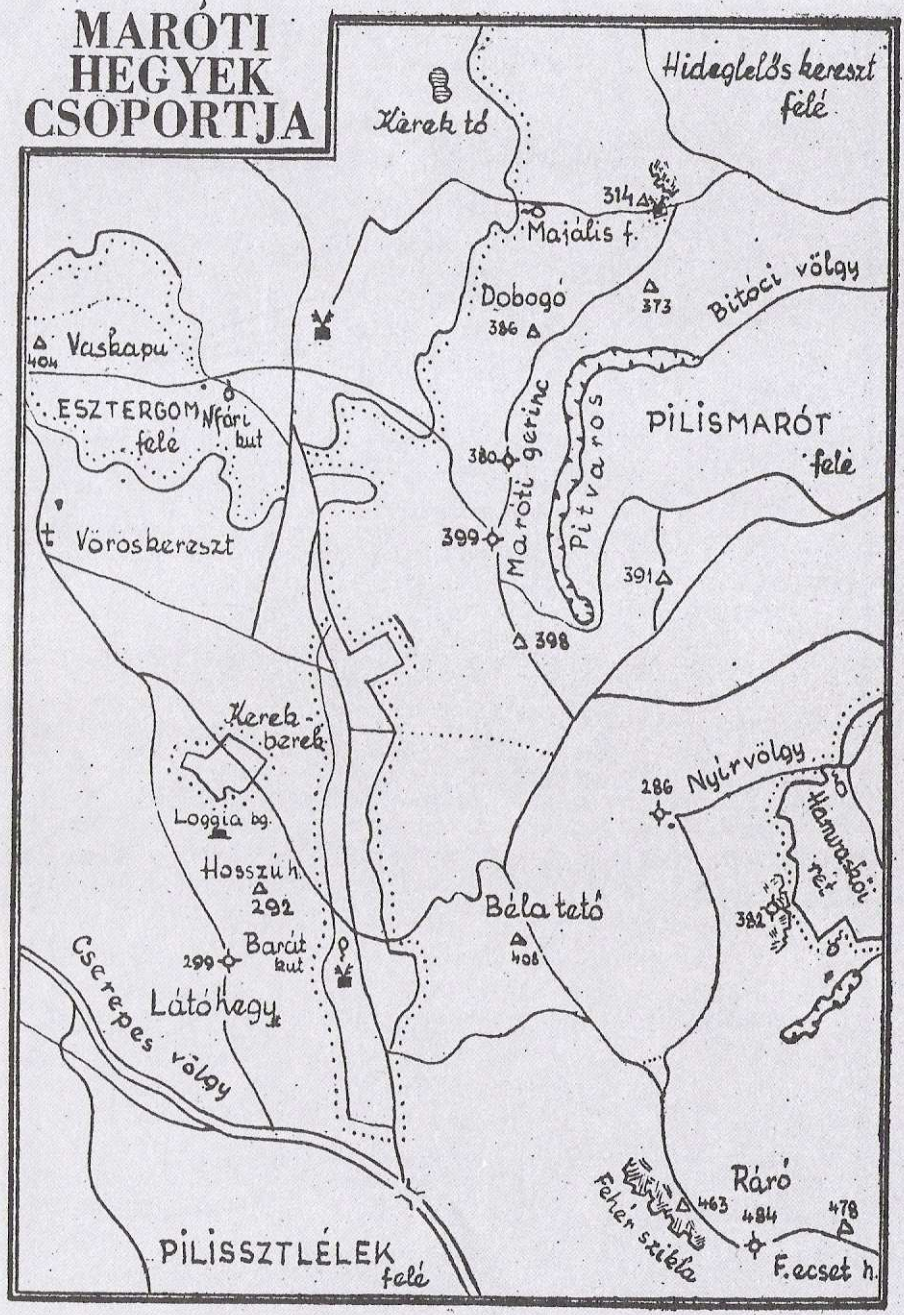 MARÓTI
HEGYEK
CSOPORTJA
Hideglelős kereszt
felé
Kerek tó
314
Majális f.
Bitóci völgy
373
Dobogó
386
Vaskapu
404
ESZTERGOM
felé
Nfári
kut
Maróti gerinc
Pitvaros
PILISMARÓT
felé
380
399
Vöröskereszt
391
398
Kerek-
berek
Nyírvölgy
286
Loggia bg.
Hosszú h.
292
Hamvaskői
rét
382
Béla tető
408
Barát
kut
299
Látóhegy
Cserepes völgy
Ráró
463
484
478
Fehér szikla
F.ecset h.
PILISSZTLÉLEK
felé